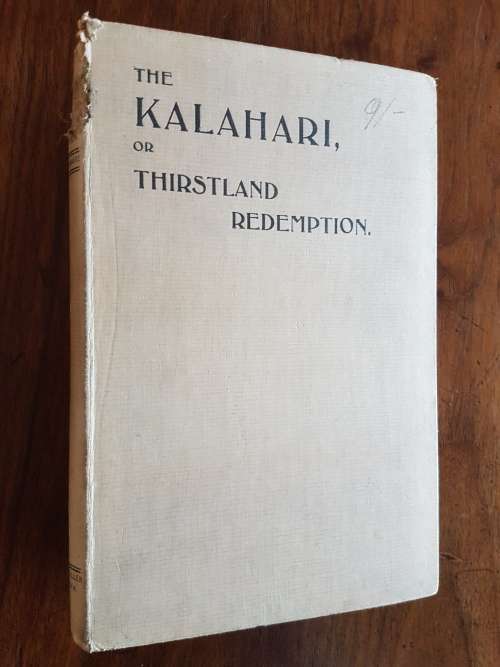 THE
KALAHARI,
OR
THIRSTLAND
REDEMPTION.
9/-